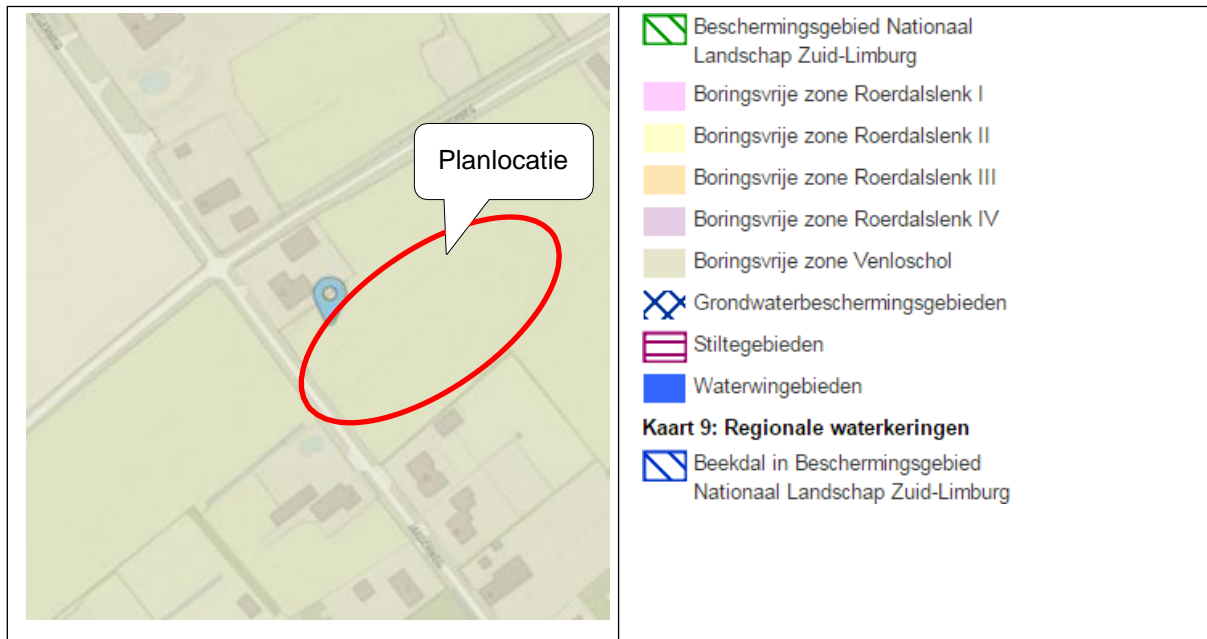 Planlocatie
Beschermingsgebied Nationaal
Landschap Zuid-Limburg
Boringsvrije zone Roerdalslenk I
Boringsvrije zone Roerdalslenk II
Boringsvrije zone Roerdalslenk III
Boringsvrije zone Roerdalslenk IV
Boringsvrije zone Venloschol
Grondwaterbeschermingsgebieden
Stiltegebieden
Waterwingebieden
Kaart 9: Regionale waterkeringen
Beekdal in Beschermingsgebied
Nationaal Landschap Zuid-Limburg